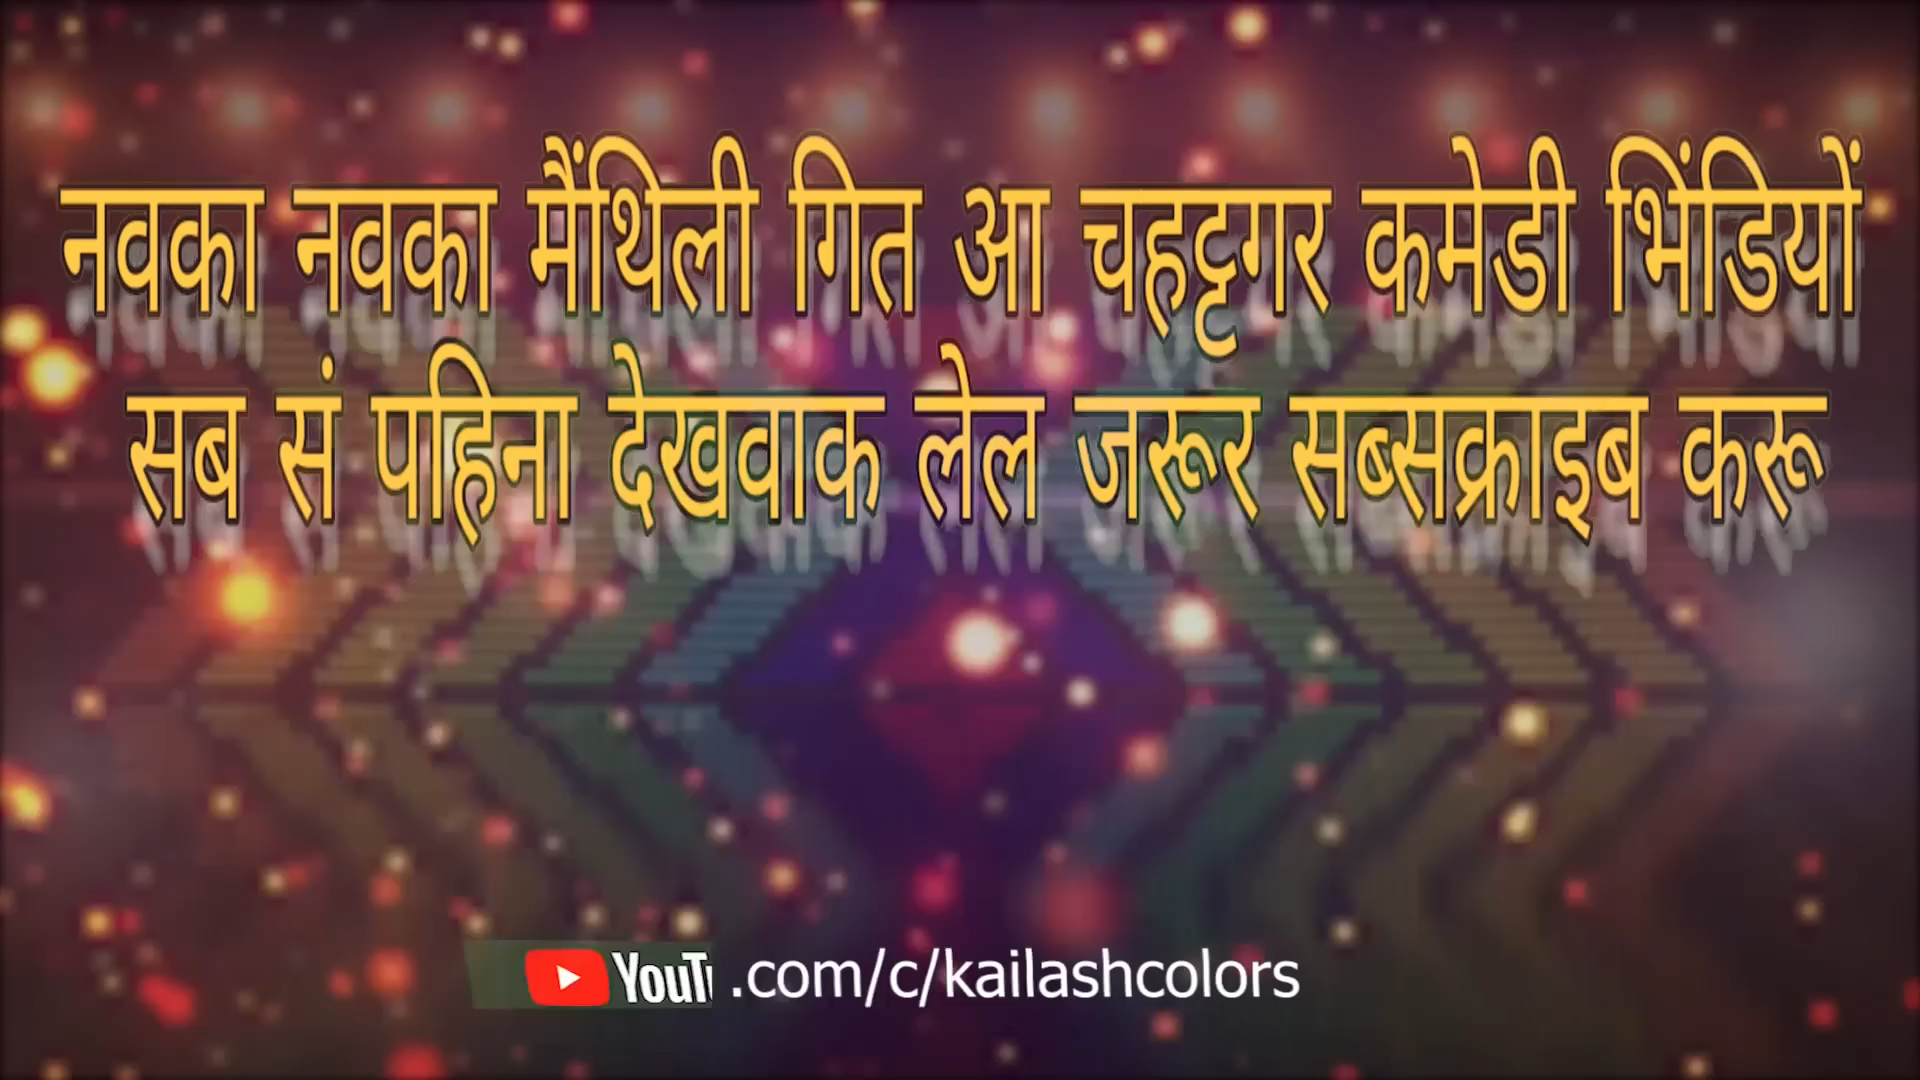 नवका नवका मैंथिली गित आ चहट्टगर कमेडी भिंडियों
सब सं पहिना देखवाक लेल जरूर सब्सक्राइब करू
YouT .com/c/kailashcolors